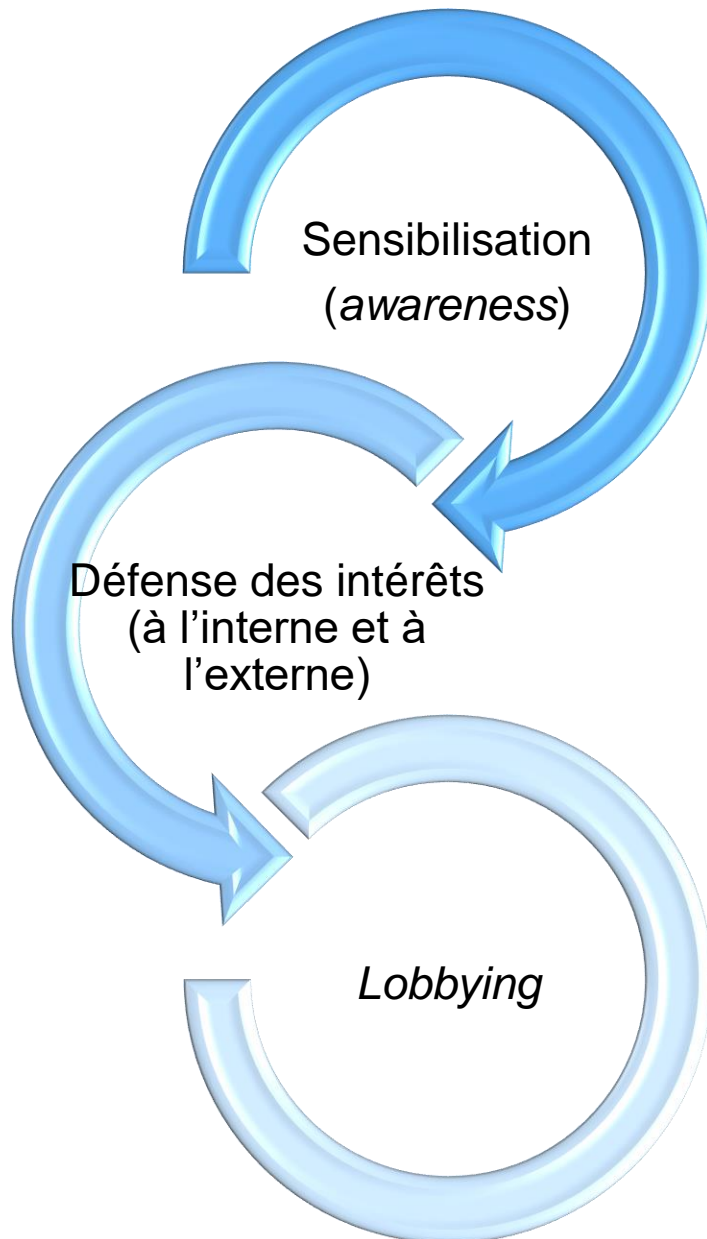 Sensibilisation
(awareness)
Défense des intérêts
(à l’interne et à
l’externe)
Lobbying